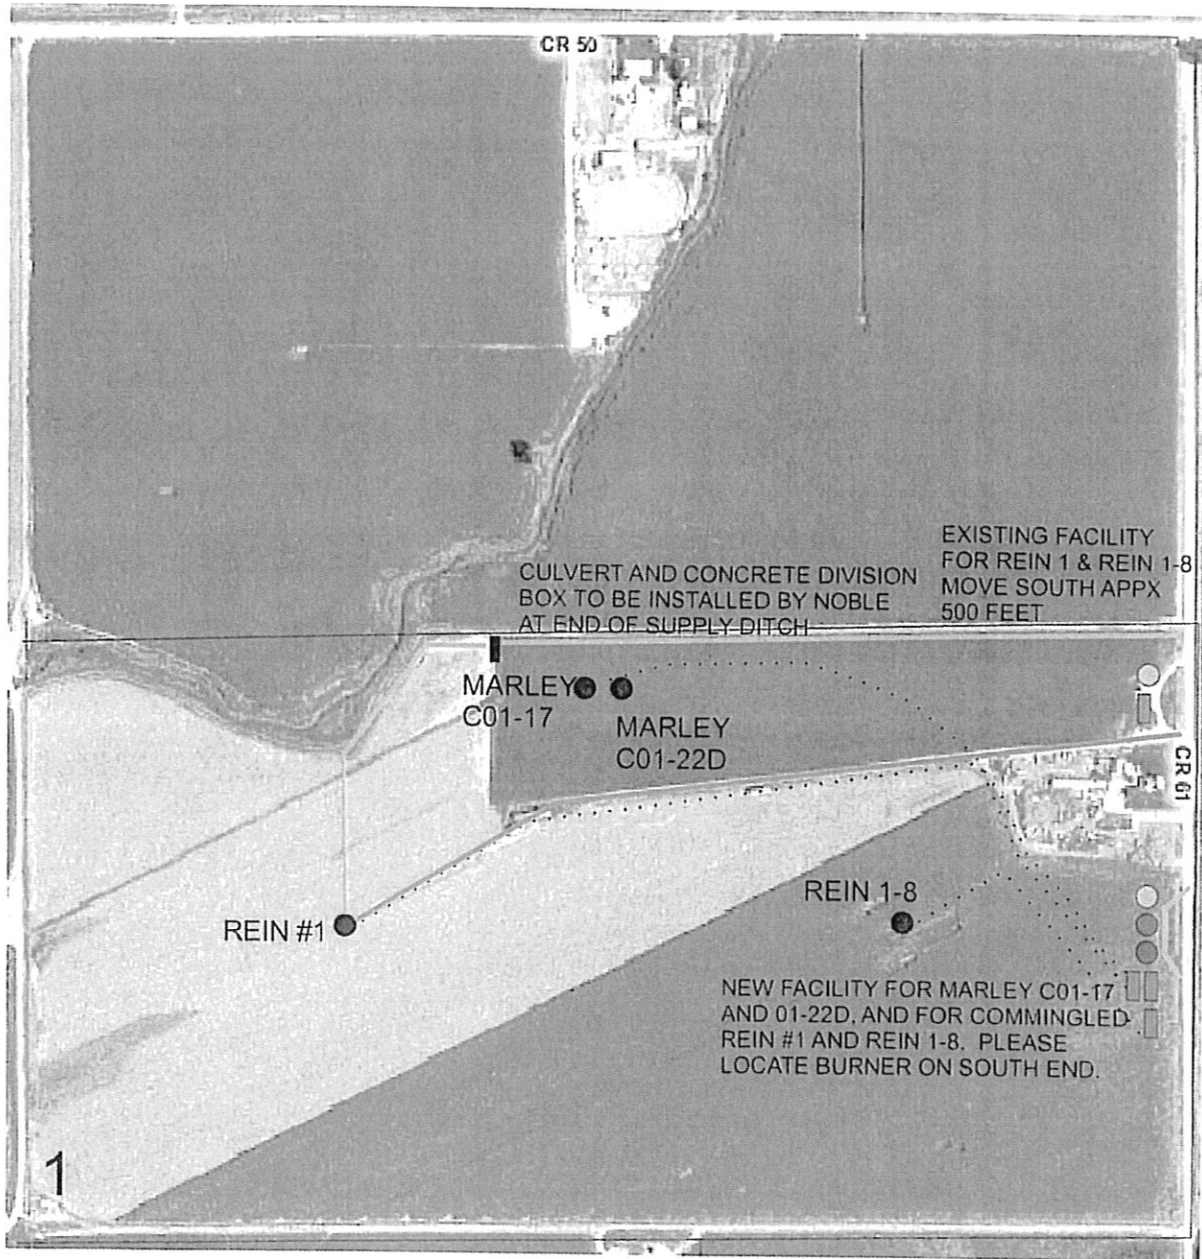 CR 50
EXISTING FACILITY
FOR REIN 1 & REIN 1-8
MOVE SOUTH APPX
500 FEET
CULVERT AND CONCRETE DIVISION
BOX TO BE INSTALLED BY NOBLE
AT END OF SUPPLY DITCH
MARLEY
C01-17
MARLEY
C01-22D
CR 61
REIN #1
REIN 1-8
NEW FACILITY FOR MARLEY C01-17
AND 01-22D, AND FOR COMMINGLED
REIN #1 AND REIN 1-8. PLEASE
LOCATE BURNER ON SOUTH END.
1